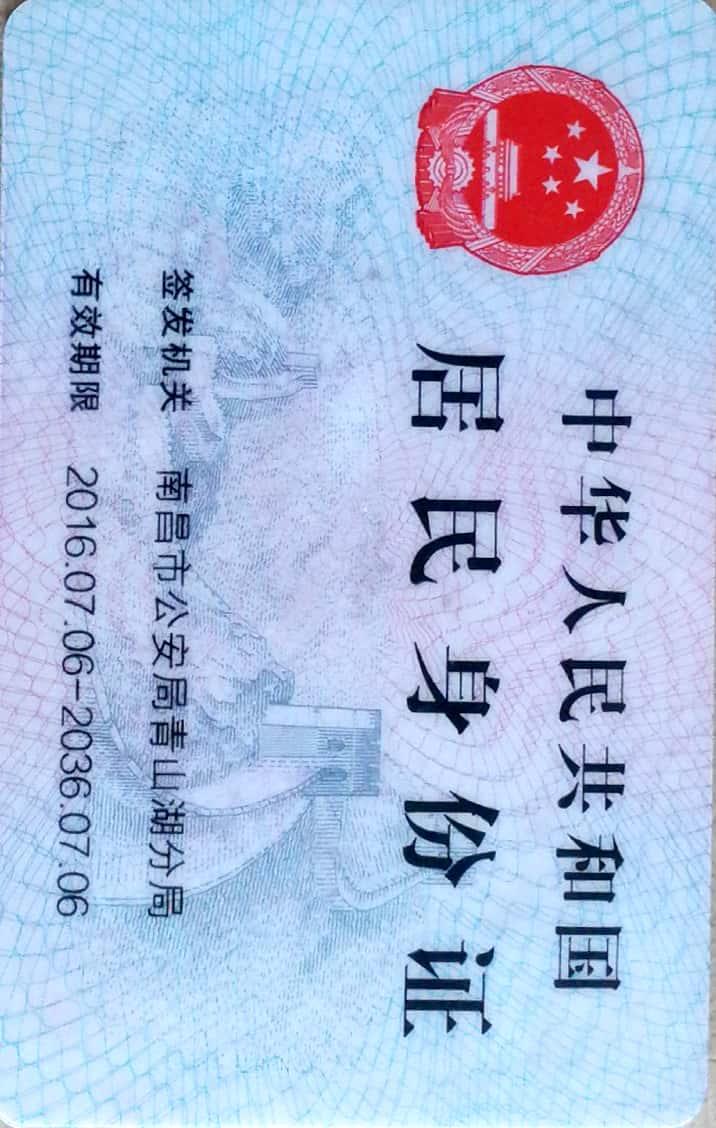 中华人民共和国
居民身份证
签发机关 南昌市公安局青山湖分局
有效期限 2016.07.06-2036.07.06